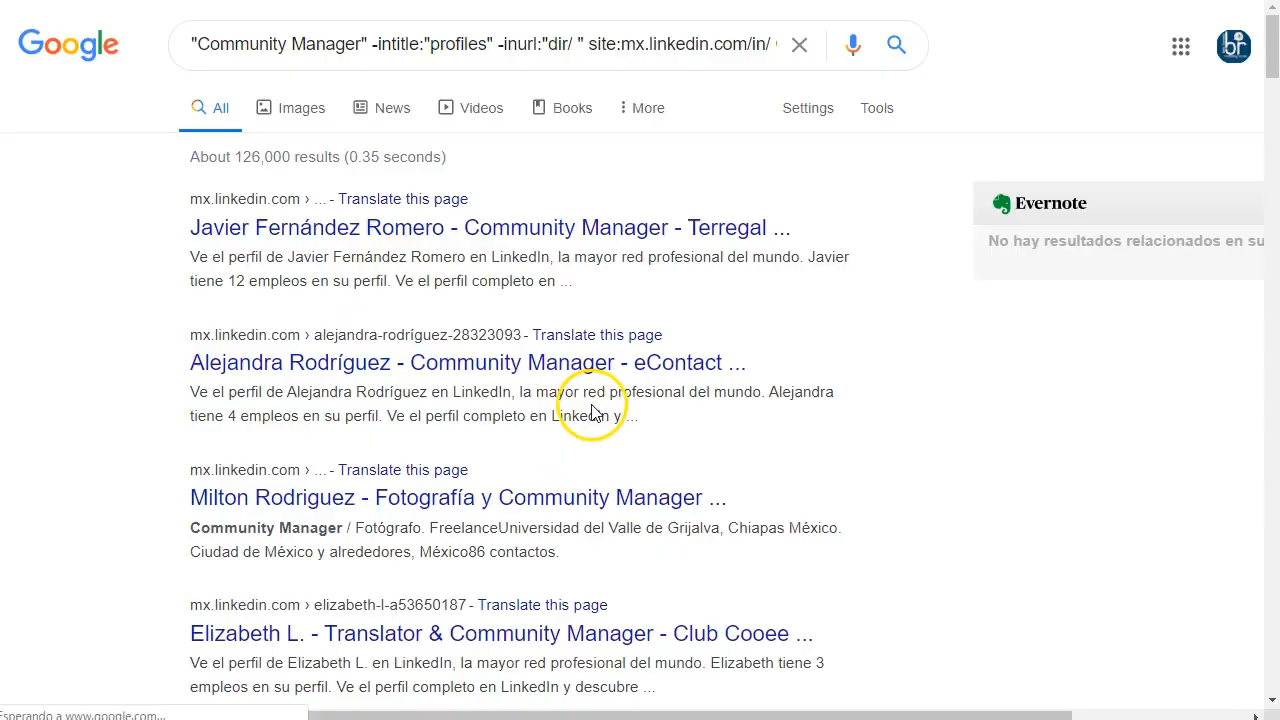 Google
"Community Manager" -intitle:"profiles" -inurl:"dir/ " site:mx.linkedin.com/in/
br
All Images News Videos Books More Settings Tools
About 126,000 results (0.35 seconds)
mx.linkedin.com › ... - Translate this page
Javier Fernández Romero - Community Manager - Terregal ...
Ve el perfil de Javier Fernández Romero en LinkedIn, la mayor red profesional del mundo. Javier
tiene 12 empleos en su perfil. Ve el perfil completo en ...
Evernote
No hay resultados relacionados en su
mx.linkedin.com › alejandra-rodríguez-28323093 - Translate this page
Alejandra Rodríguez - Community Manager - eContact ...
Ve el perfil de Alejandra Rodríguez en LinkedIn, la mayor red profesional del mundo. Alejandra
tiene 4 empleos en su perfil. Ve el perfil completo en LinkedIn y ...
mx.linkedin.com › ... - Translate this page
Milton Rodriguez - Fotografía y Community Manager ...
Community Manager / Fotógrafo. FreelanceUniversidad del Valle de Grijalva, Chiapas México.
Ciudad de México y alrededores, México86 contactos.
mx.linkedin.com › elizabeth-l-a53650187 - Translate this page
Elizabeth L. - Translator & Community Manager - Club Cooee ...
Ve el perfil de Elizabeth L. en LinkedIn, la mayor red profesional del mundo. Elizabeth tiene 3
empleos en su perfil. Ve el perfil completo en LinkedIn y descubre ...
Esperando a www.google.com...